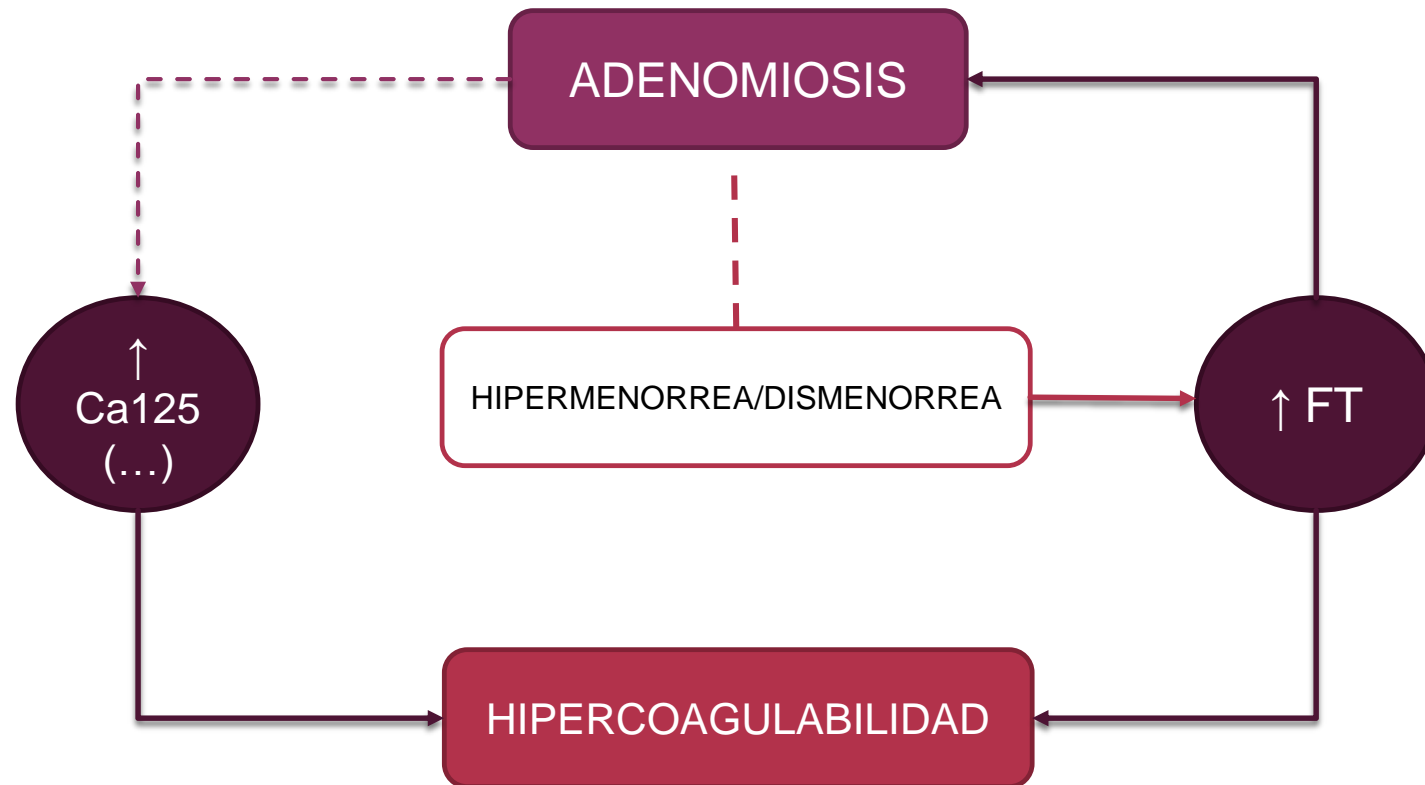 ADENOMIOSIS
↑
Ca125
(...)
HIPERMENORREA/DISMENORREA
↑ FT
HIPERCOAGULABILIDAD